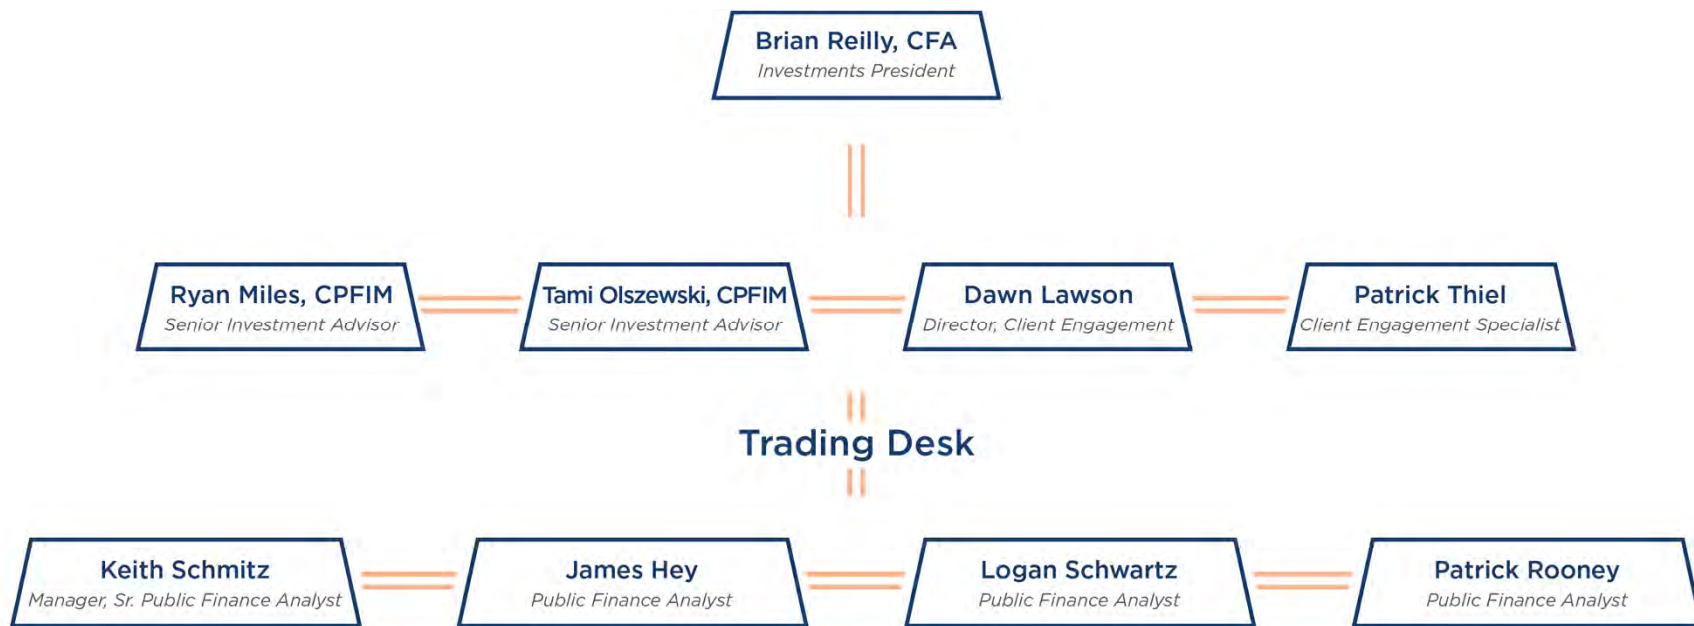 Brian Reilly, CFA
Investments President
Ryan Miles, CPFIM
Senior Investment Advisor
Tami Olszewski, CPFIM
Senior Investment Advisor
Dawn Lawson
Director, Client Engagement
Patrick Thiel
Client Engagement Specialist
Trading Desk
Keith Schmitz
Manager, Sr. Public Finance Analyst
James Hey
Public Finance Analyst
Logan Schwartz
Public Finance Analyst
Patrick Rooney
Public Finance Analyst